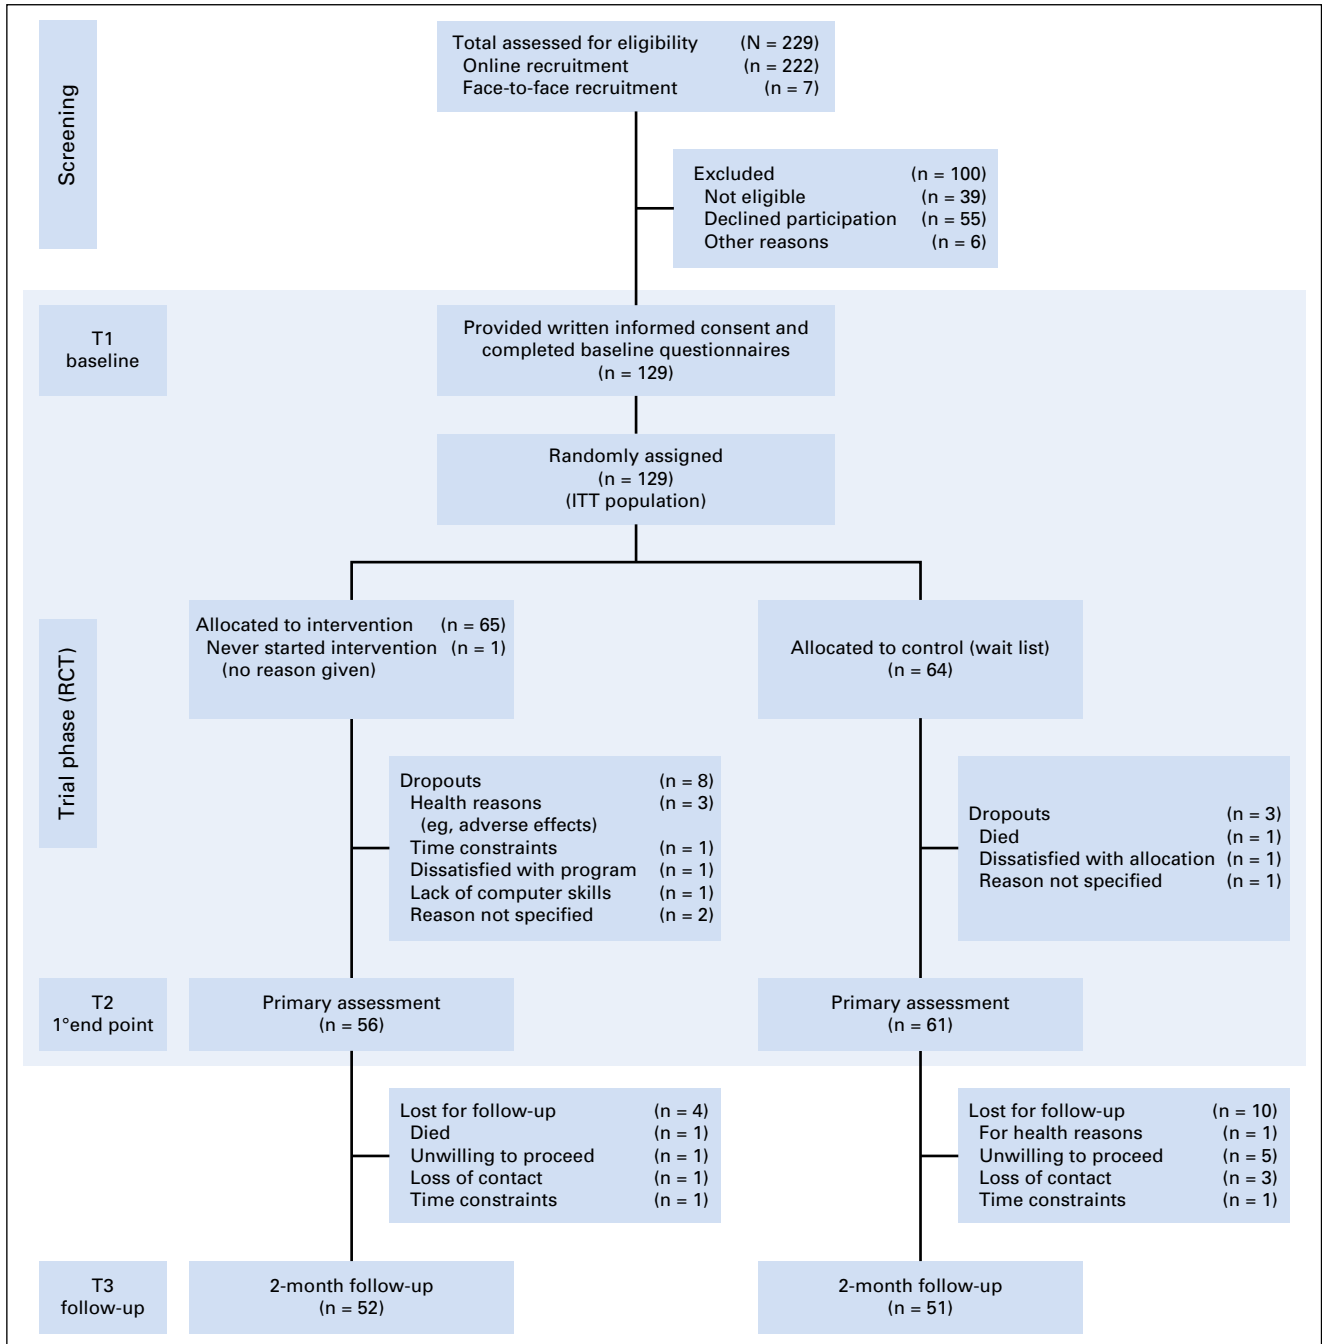 Screening
Total assessed for eligibility (N = 229)
Online recruitment (n = 222)
Face-to-face recruitment (n = 7)
Excluded (n = 100)
Not eligible (n = 39)
Declined participation (n = 55)
Other reasons (n = 6)
T1
baseline
Provided written informed consent and
completed baseline questionnaires
(n = 129)
Randomly assigned
(n = 129)
(ITT population)
Trial phase (RCT)
Allocated to intervention (n = 65)
Never started intervention (n = 1)
(no reason given)
Allocated to control (wait list)
(n = 64)
Dropouts (n = 8)
Health reasons (n = 3)
(eg, adverse effects)
Time constraints (n = 1)
Dissatisfied with program (n = 1)
Lack of computer skills (n = 1)
Reason not specified (n = 2)
Dropouts (n = 3)
Died (n = 1)
Dissatisfied with allocation (n = 1)
Reason not specified (n = 1)
T2
1°end point
Primary assessment
(n = 56)
Primary assessment
(n = 61)
Lost for follow-up (n = 4)
Died (n = 1)
Unwilling to proceed (n = 1)
Loss of contact (n = 1)
Time constraints (n = 1)
Lost for follow-up (n = 10)
For health reasons (n = 1)
Unwilling to proceed (n = 5)
Loss of contact (n = 3)
Time constraints (n = 1)
T3
follow-up
2-month follow-up
(n = 52)
2-month follow-up
(n = 51)